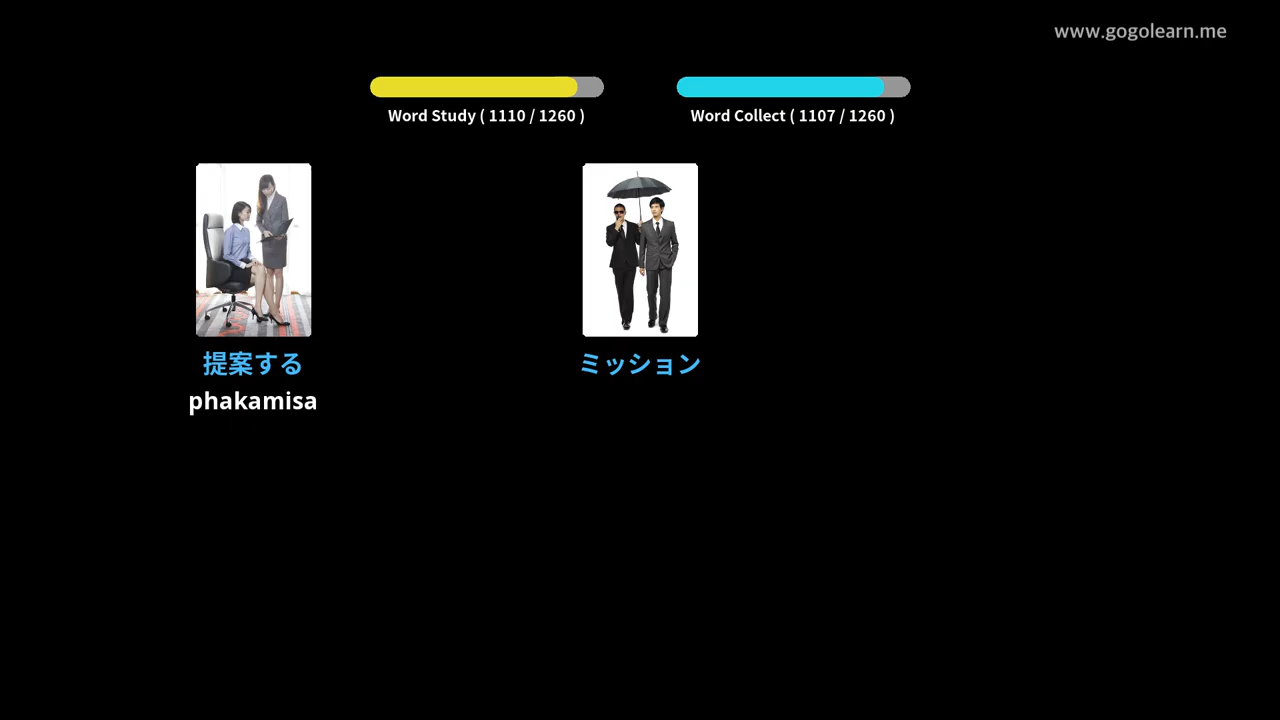 www.gogolearn.me
Word Study ( 1110 / 1260 )
Word Collect ( 1107 / 1260 )
提案する
ミッション
phakamisa